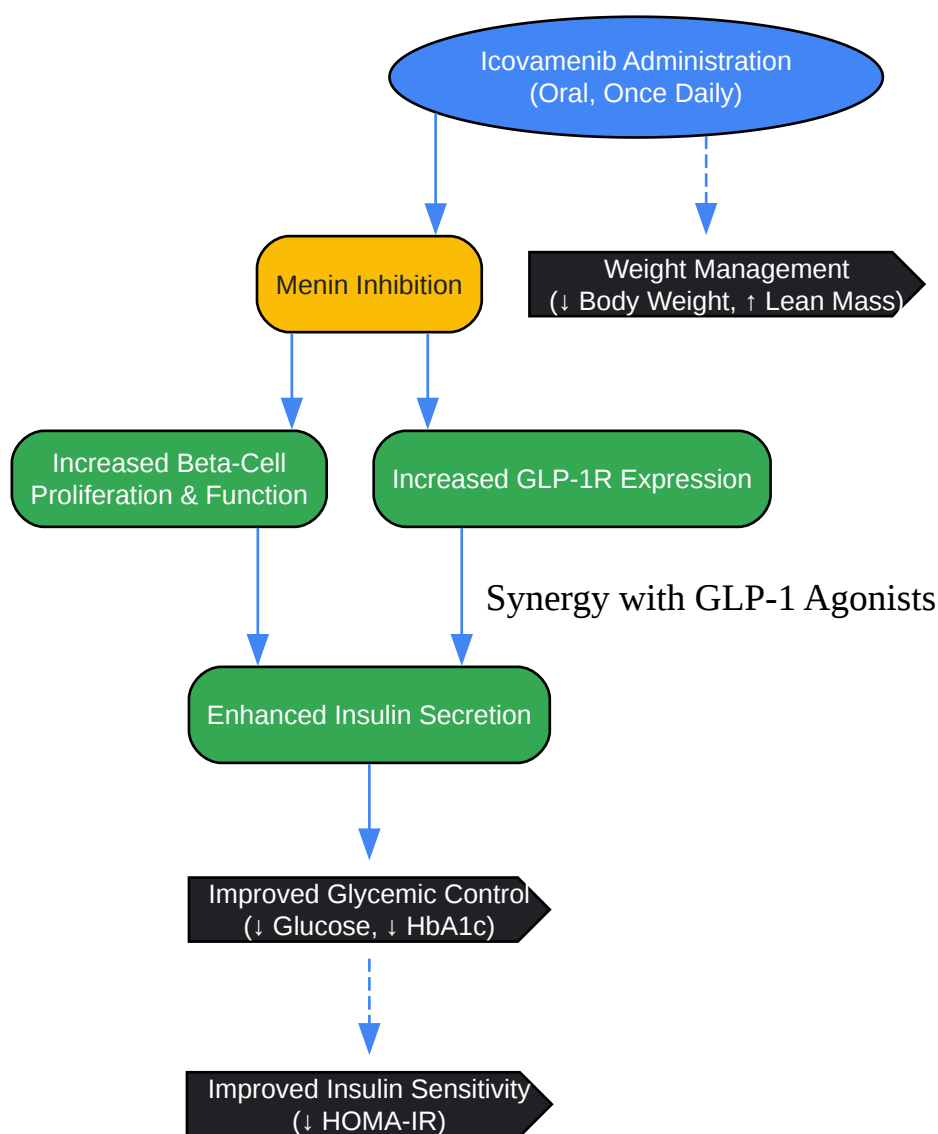 Icovamenib Administration
(Oral, Once Daily)
Menin Inhibition
Weight Management
(↓ Body Weight, ↑ Lean Mass)
Increased Beta-Cell
Proliferation & Function
Increased GLP-1R Expression
Synergy with GLP-1 Agonists
Enhanced Insulin Secretion
Improved Glycemic Control
(↓ Glucose, ↓ HbA1c)
Improved Insulin Sensitivity
(↓ HOMA-IR)